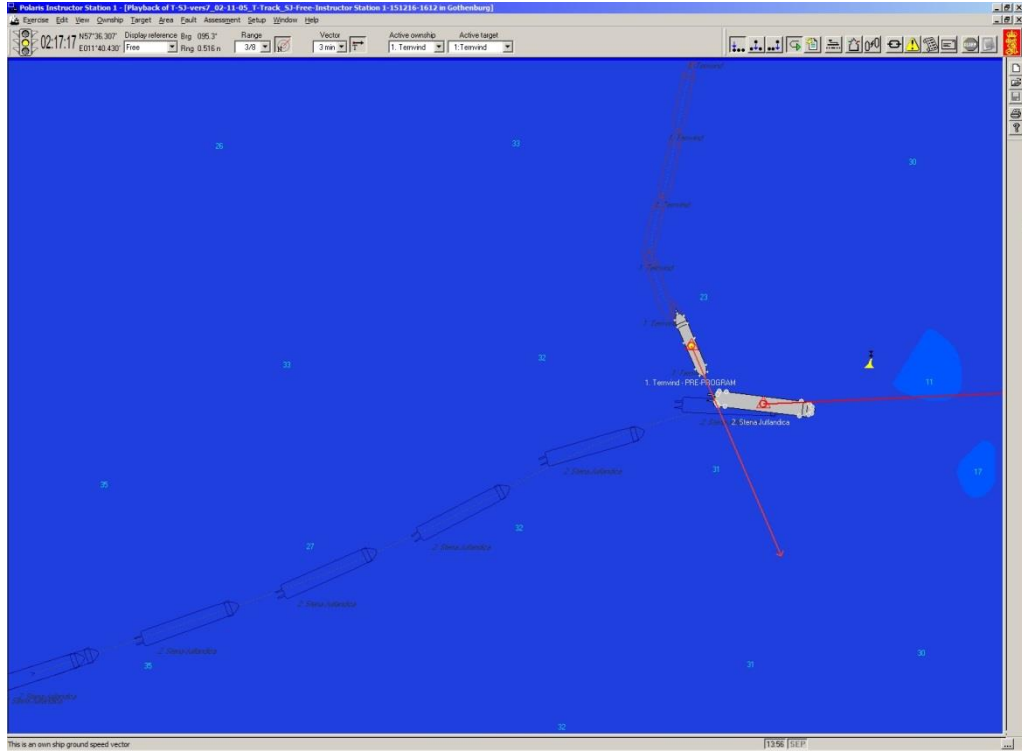 Polaris Instructor Station 1 - [Playback of T-SJ-vers7_02-11-05_T-Track_SJ-Free-Instructor Station 1-151216-1612 in Gothenburg]
Exercise Edit View Ownship Target Area Fault Assessment Setup Window Help
02:17:17 N57°36.307' Display reference Brg 095.3° Range Vector Active ownship Active target
E011°40.430' Free Rng 0.516 n 3/8 3 min 1. Ternvind 1:Ternvind
Ternvind
26
33
Ternvind
30
Ternvind
Ternvind
23
33
32
11
1. Ternvind - PRE-PROGRAM
2. Stena Jutlandica
2. Stena Jutlandica
31
17
35
32
2. Stena Jutlandica
27
2. Stena Jutlandica
2. Stena Jutlandica
35
31
30
32
This is an own ship ground speed vector
13:56 SEP